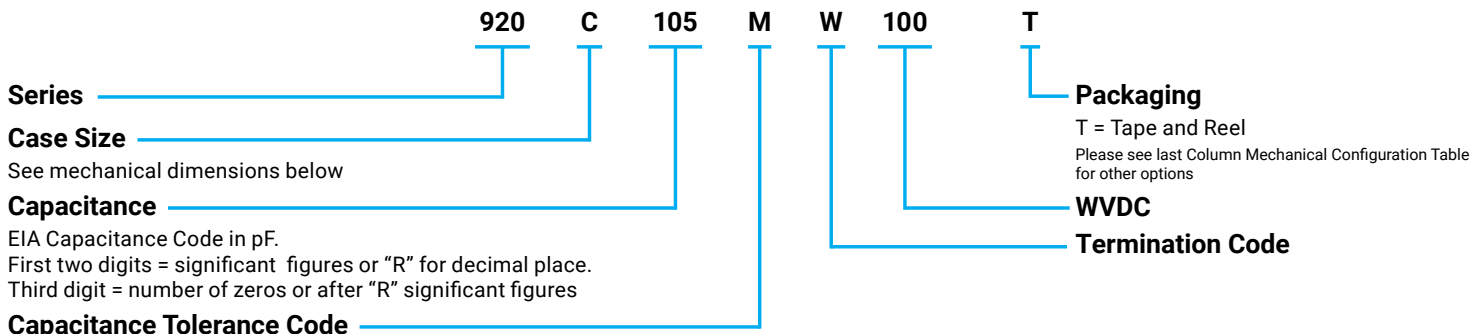 920 C 105 M W 100 T
Series
Case Size
See mechanical dimensions below
Capacitance
EIA Capacitance Code in pF.
First two digits = significant figures or “R” for decimal place.
Third digit = number of zeros or after “R” significant figures
Capacitance Tolerance Code
Packaging
T = Tape and Reel
Please see last Column Mechanical Configuration Table
for other options
WVDC
Termination Code